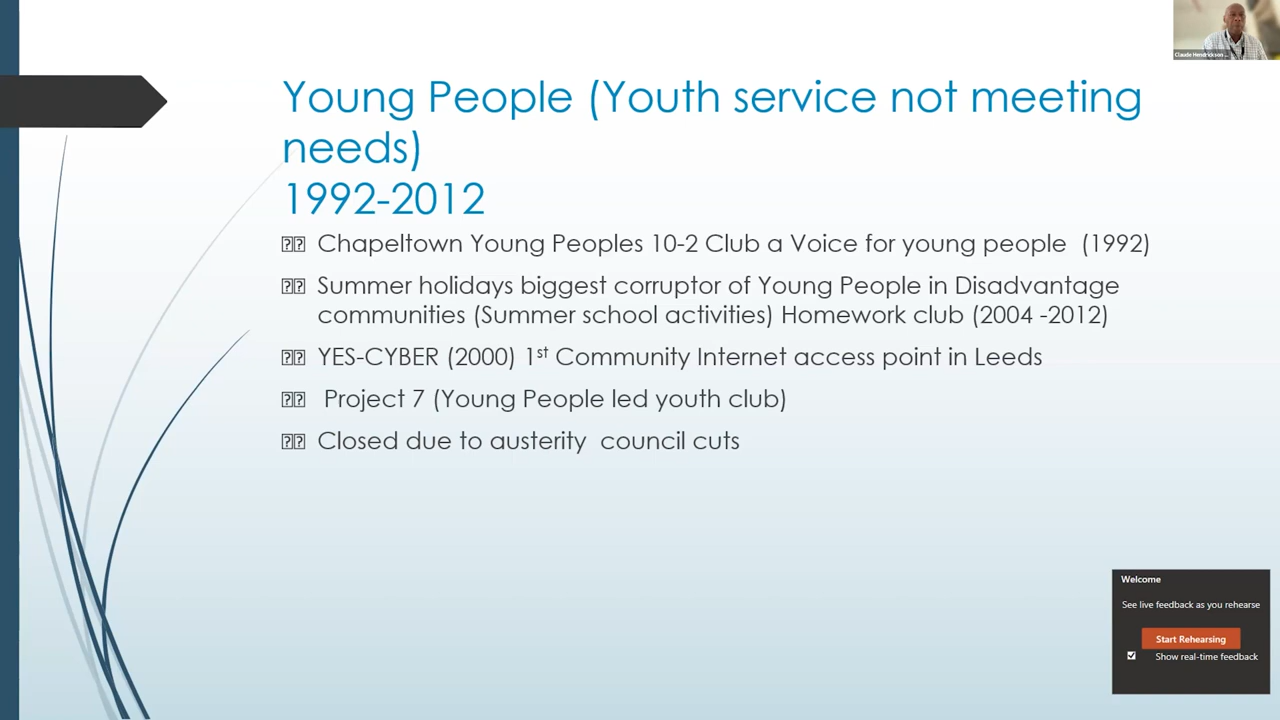 Claude Hendrickson ...
Young People (Youth service not meeting
needs)
1992-2012
Chapeltown Young Peoples 10-2 Club a Voice for young people (1992)
Summer holidays biggest corruptor of Young People in Disadvantage
communities (Summer school activities) Homework club (2004 -2012)
YES-CYBER (2000) 1st Community Internet access point in Leeds
Project 7 (Young People led youth club)
Closed due to austerity council cuts
Welcome
See live feedback as you rehearse
Start Rehearsing
Show real-time feedback